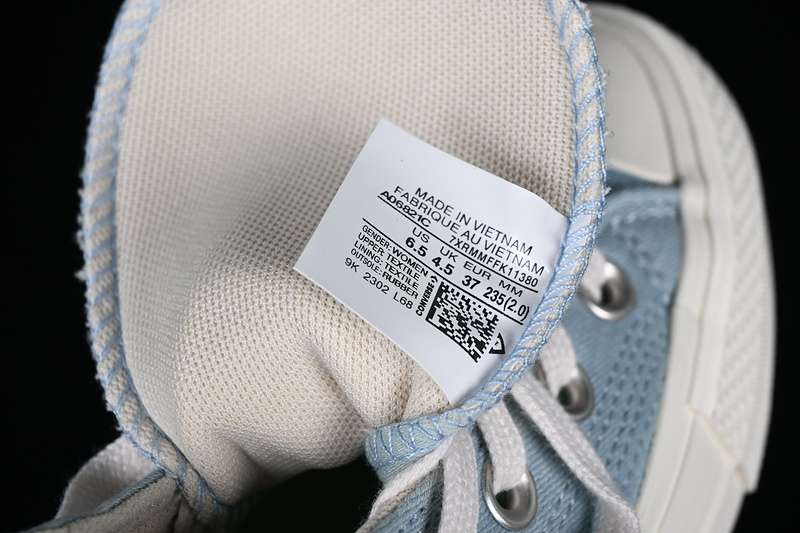 MADE IN VIETNAM
FABRIQUE AU VIETNAM
A06821C 7XRMMFFK11380
US UK EUR MM
6.5 4.5 37 235(2.0)
GENDER: WOMEN
UPPER: TEXTILE
LINING: TEXTILE
OUTSOLE: RUBBER
9K 2302 L68
CONVERSE